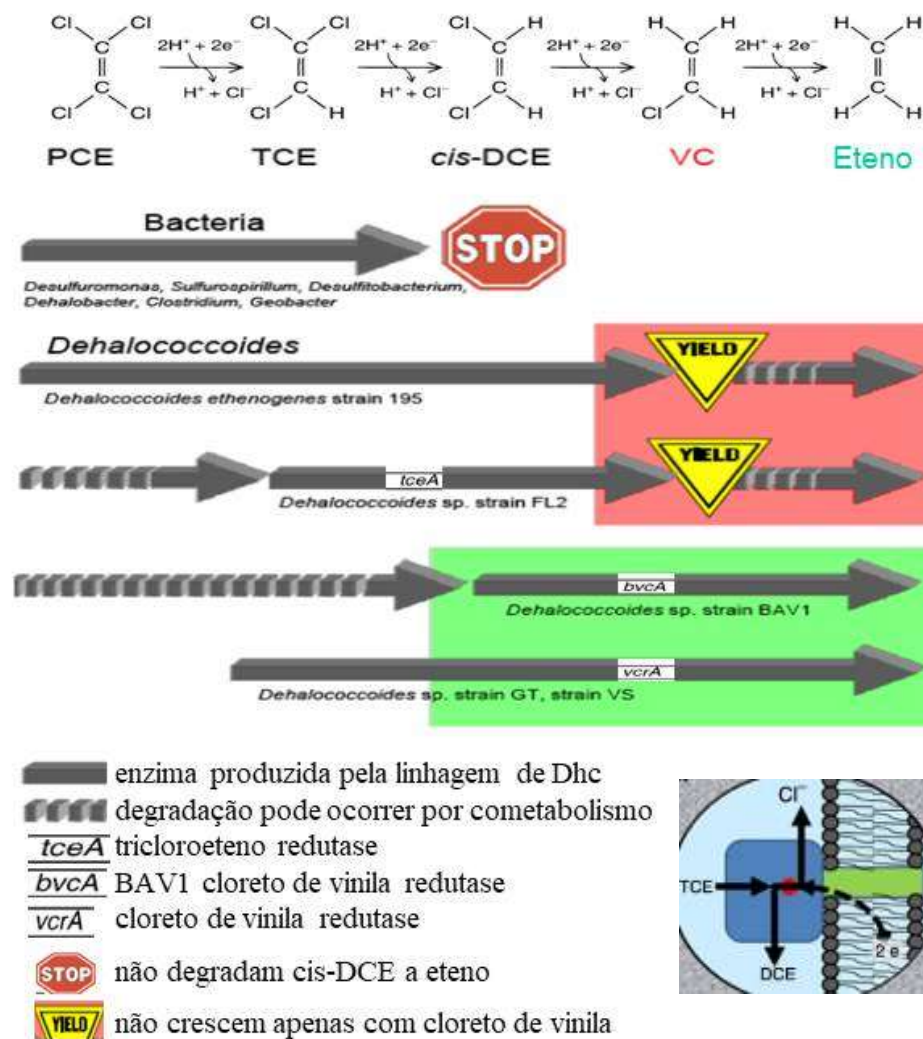 Cl Cl Cl Cl Cl H H H H H
C C C C C
2H⁺ + 2e⁻ 2H⁺ + 2e⁻ 2H⁺ + 2e⁻ 2H⁺ + 2e⁻
C C C C C
H⁺ + Cl⁻ H⁺ + Cl⁻ H⁺ + Cl⁻ H⁺ + Cl⁻
Cl Cl Cl H Cl H Cl H H H
PCE TCE cis-DCE VC Eteno
Bacteria
STOP
Desulfuromonas, Sulfurospirillum, Desulfitobacterium,
Dehalobacter, Clostridium, Geobacter
Dehalococcoides
YIELD
Dehalococcoides ethenogenes strain 195
YIELD
tceA
Dehalococcoides sp. strain FL2
bvcA
Dehalococcoides sp. strain BAV1
vcrA
Dehalococcoides sp. strain GT, strain VS
enzima produzida pela linhagem de Dhc
degradação pode ocorrer por cometabolismo
tceA tricloroeteno redutase
bvcA BAV1 cloreto de vinila redutase
vcrA cloreto de vinila redutase
STOP não degradam cis-DCE a eteno
YIELD não crescem apenas com cloreto de vinila
Cl⁻
TCE
DCE
2 e⁻